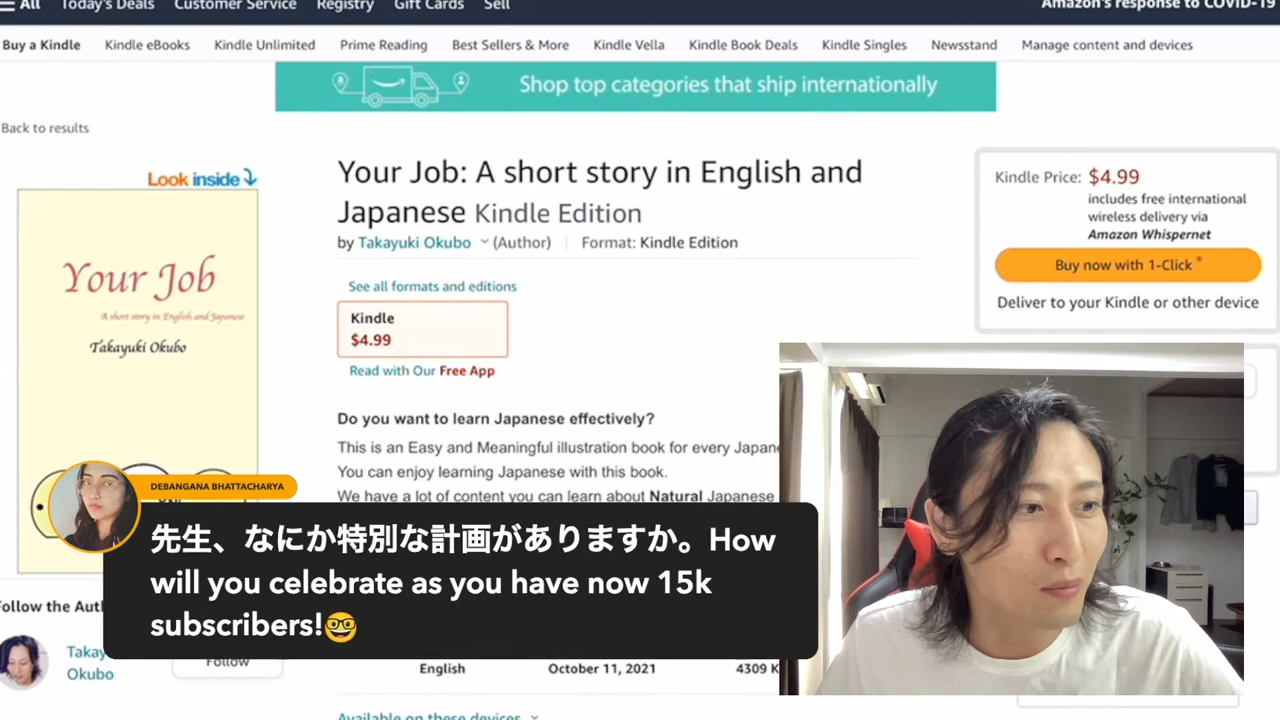 All Today's Deals Customer Service Registry Gift Cards Sell Amazon's response to COVID-19
Buy a Kindle Kindle eBooks Kindle Unlimited Prime Reading Best Sellers & More Kindle Vella Kindle Book Deals Kindle Singles Newsstand Manage content and devices
Shop top categories that ship internationally
Back to results
Look inside
Your Job
A short story in English and Japanese
Takayuki Okubo
Your Job: A short story in English and
Japanese Kindle Edition
by Takayuki Okubo (Author) Format: Kindle Edition
See all formats and editions
Kindle
$4.99
Read with Our Free App
Do you want to learn Japanese effectively?
This is an Easy and Meaningful illustration book for every Japane
You can enjoy learning Japanese with this book.
We have a lot of content you can learn about Natural Japanese
Kindle Price: $4.99
includes free international
wireless delivery via
Amazon Whispernet
Buy now with 1-Click ®
Deliver to your Kindle or other device
DEBANGANA BHATTACHARYA
先生、なにか特別な計画がありますか。How
will you celebrate as you have now 15k
subscribers!🤓
Follow the Auth
Takay
Okubo
Follow
English October 11, 2021 4309 K
Available on these devices